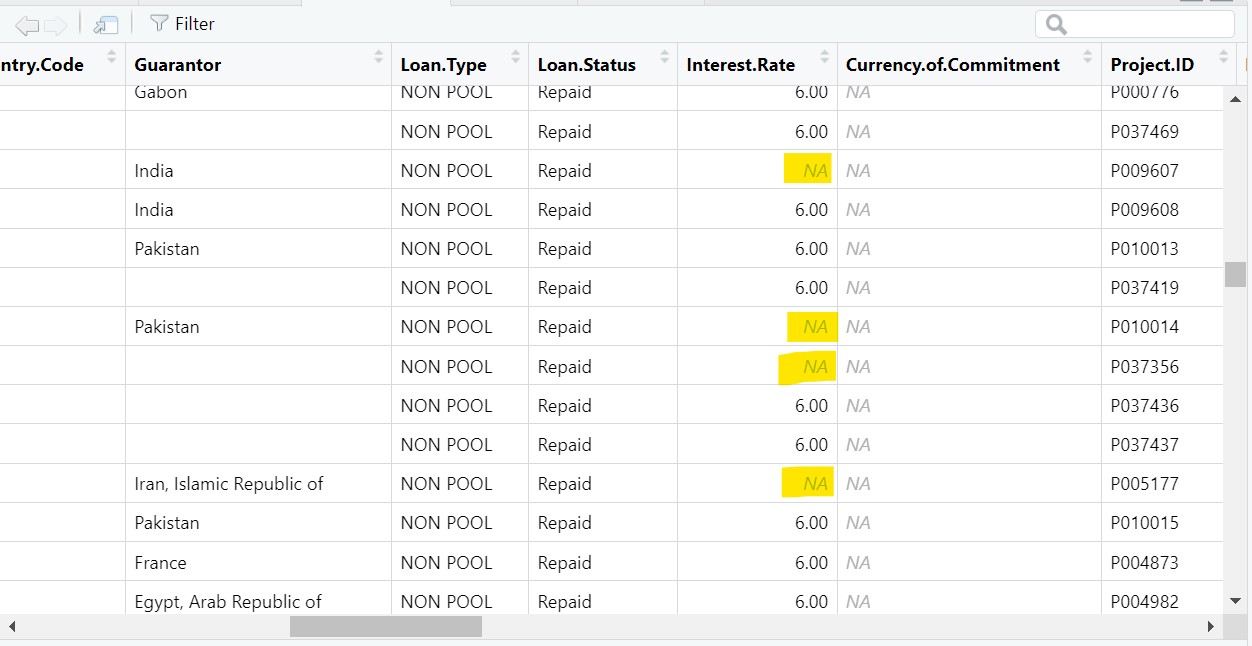 Filter
ntry.Code Guarantor Loan.Type Loan.Status Interest.Rate Currency.of.Commitment Project.ID
Gabon NON POOL Repaid 6.00 NA P000776
NON POOL Repaid 6.00 NA P037469
India NON POOL Repaid NA NA P009607
India NON POOL Repaid 6.00 NA P009608
Pakistan NON POOL Repaid 6.00 NA P010013
NON POOL Repaid 6.00 NA P037419
Pakistan NON POOL Repaid NA NA P010014
NON POOL Repaid NA NA P037356
NON POOL Repaid 6.00 NA P037436
NON POOL Repaid 6.00 NA P037437
Iran, Islamic Republic of NON POOL Repaid NA NA P005177
Pakistan NON POOL Repaid 6.00 NA P010015
France NON POOL Repaid 6.00 NA P004873
Egypt, Arab Republic of NON POOL Repaid 6.00 NA P004982